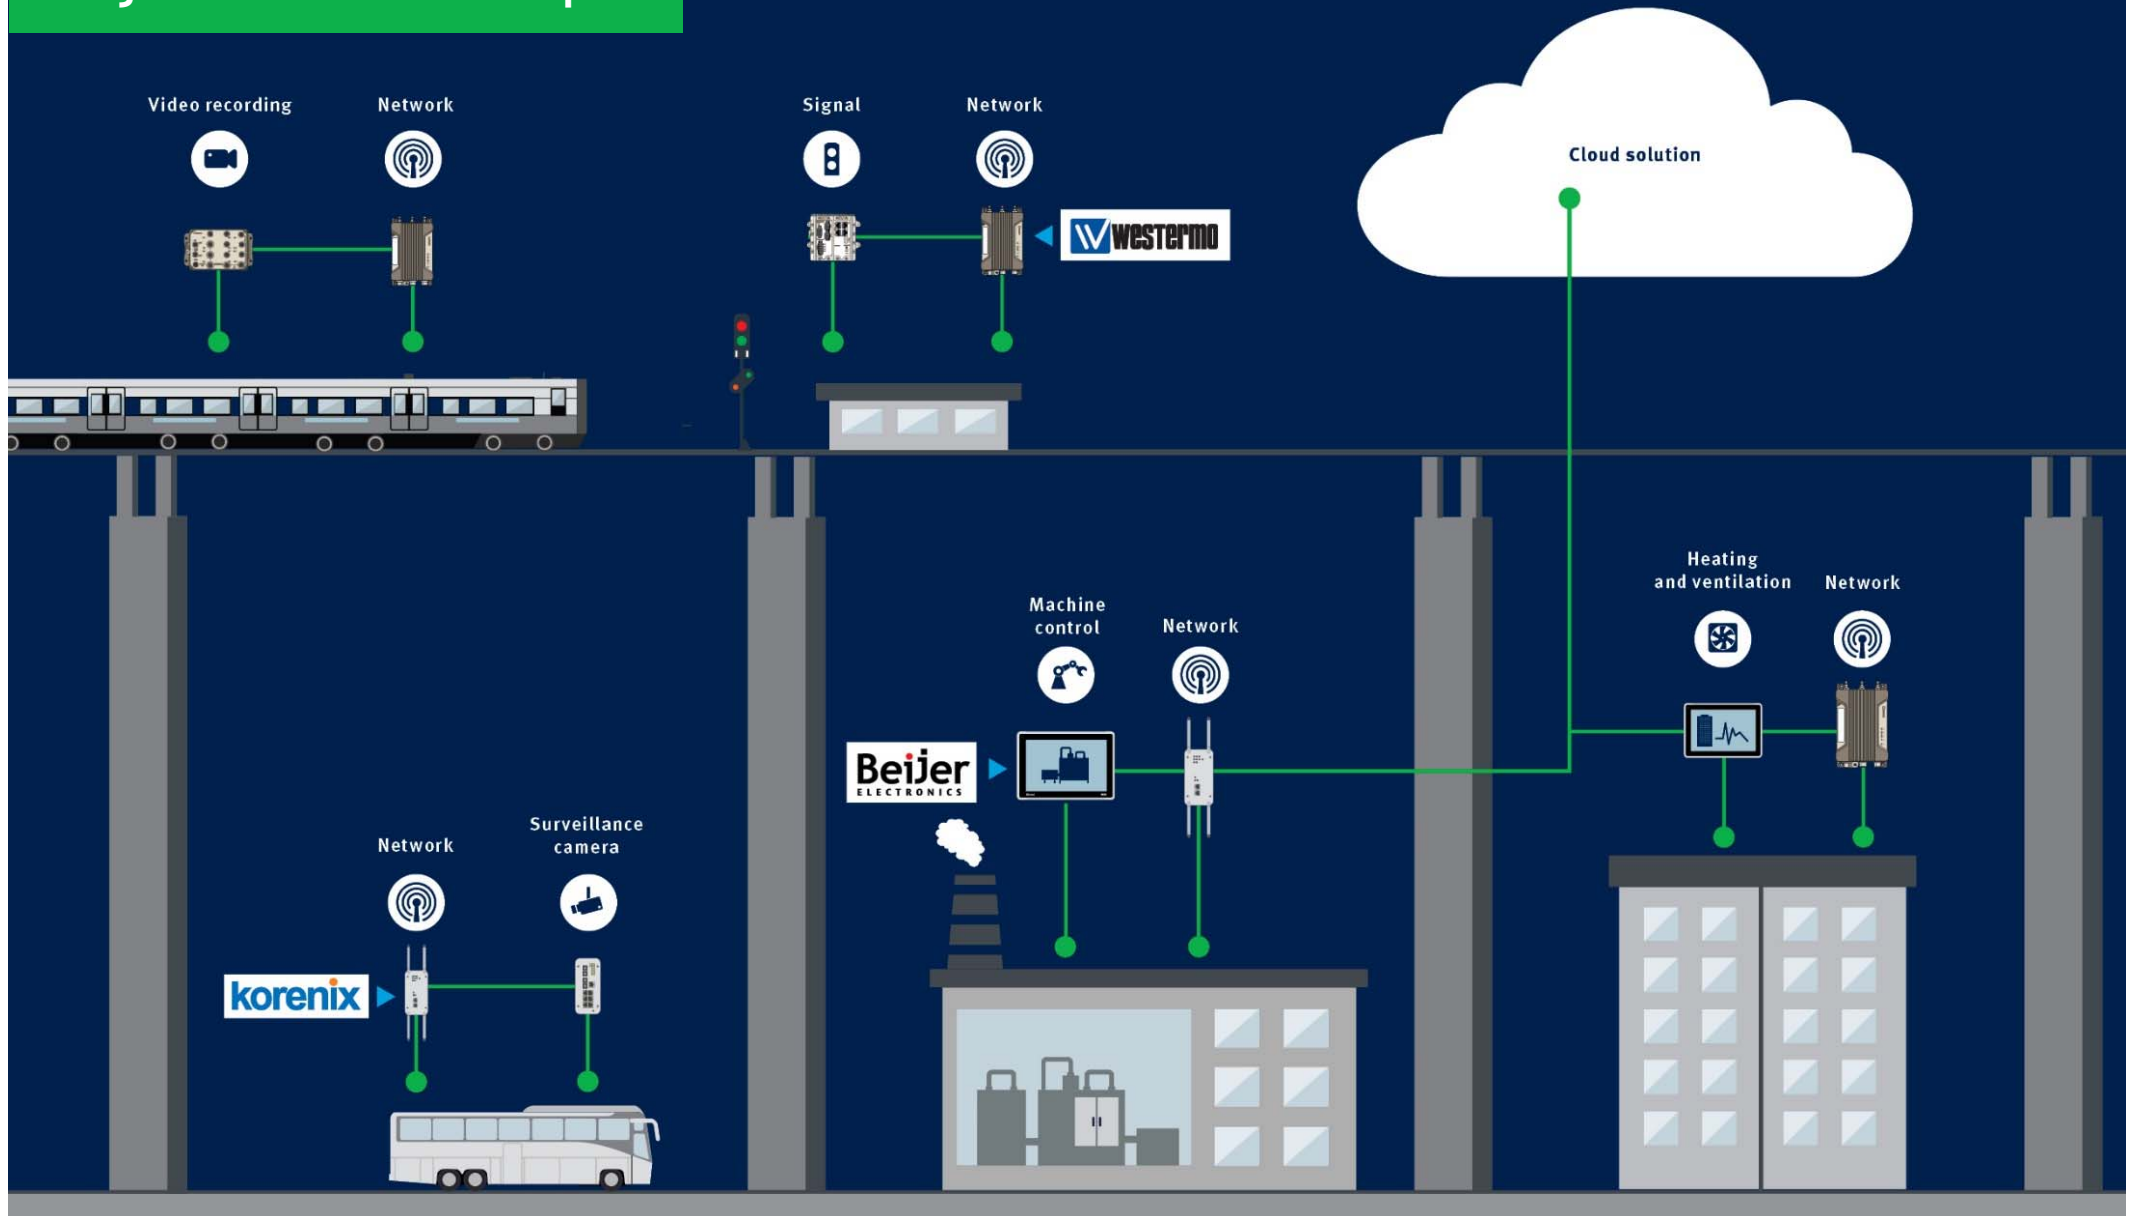 Video recording
Network
Signal
Network
Westermo
Cloud solution
Heating
and ventilation
Network
Machine
control
Network
Beijer
ELECTRONICS
Surveillance
camera
Network
korenix